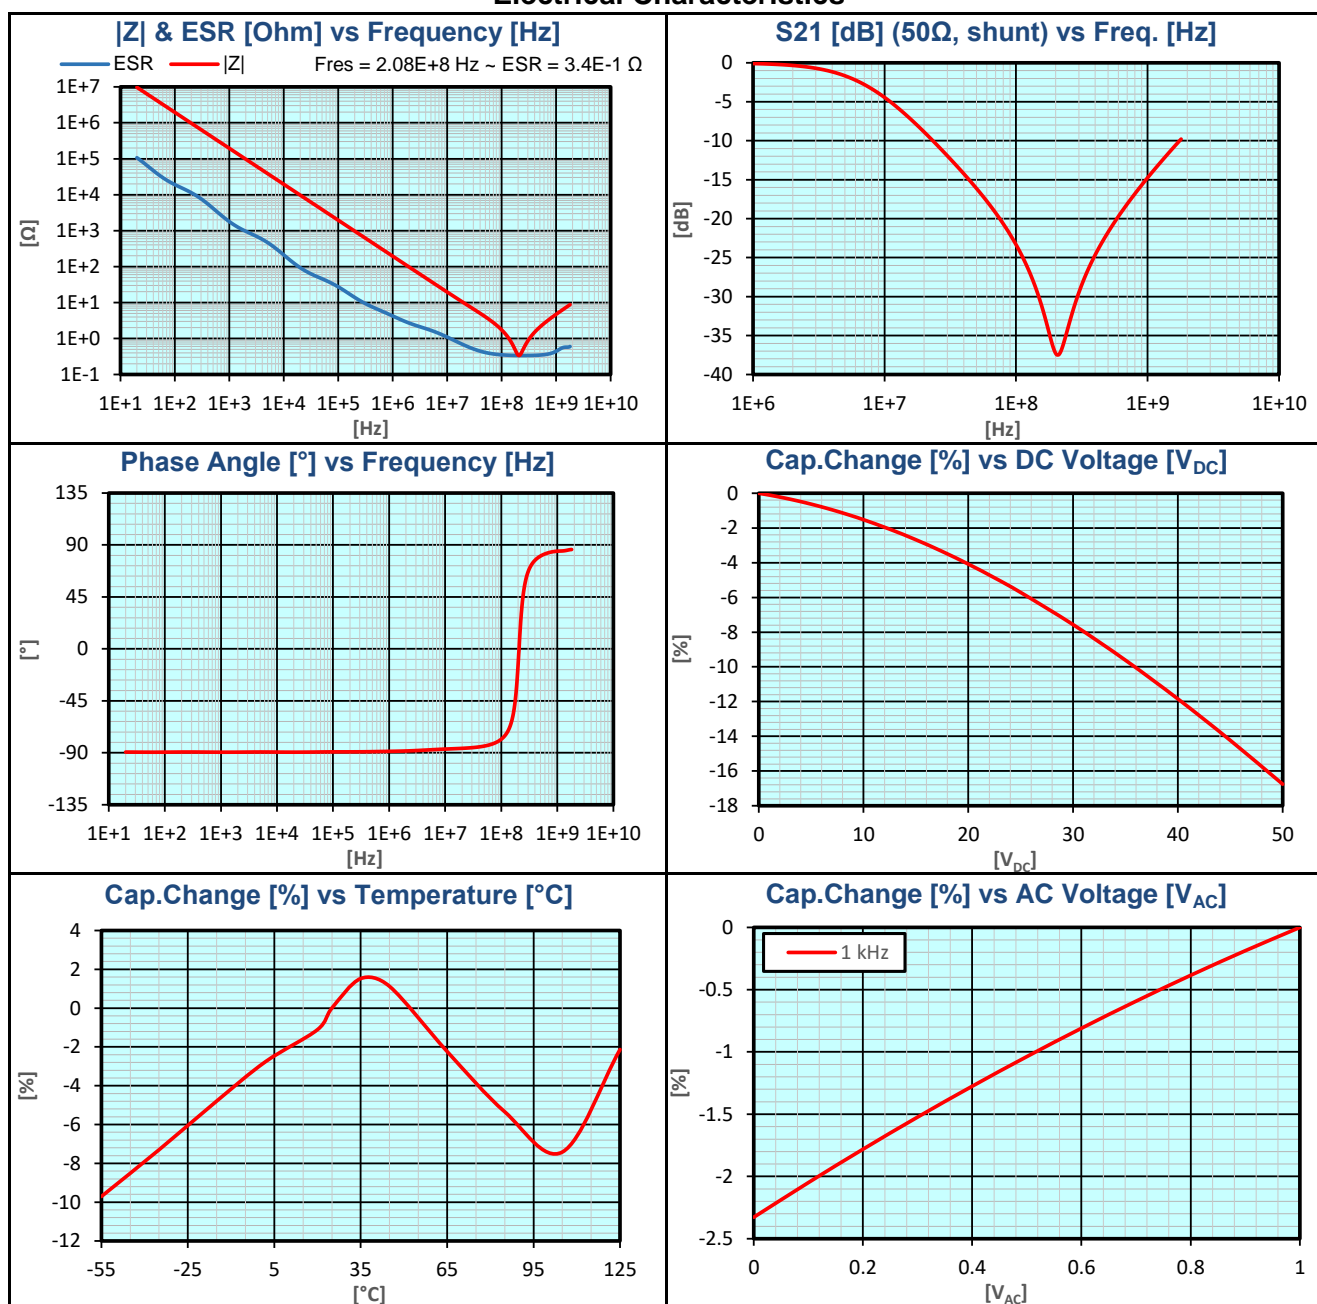 Electrical Characteristics
|Z| & ESR [Ohm] vs Frequency [Hz]
ESR |Z| Fres = 2.08E+8 Hz ~ ESR = 3.4E-1 Ω
1E+7
1E+6
1E+5
1E+4
1E+3
1E+2
1E+1
1E+0
1E-1
[Ω]
1E+1 1E+2 1E+3 1E+4 1E+5 1E+6 1E+7 1E+8 1E+9 1E+10
[Hz]
S21 [dB] (50Ω, shunt) vs Freq. [Hz]
0
-5
-10
-15
-20
-25
-30
-35
-40
[dB]
1E+6 1E+7 1E+8 1E+9 1E+10
[Hz]
Phase Angle [°] vs Frequency [Hz]
135
90
45
0
-45
-90
-135
[°]
1E+1 1E+2 1E+3 1E+4 1E+5 1E+6 1E+7 1E+8 1E+9 1E+10
[Hz]
Cap.Change [%] vs DC Voltage [VDC]
0
-2
-4
-6
-8
-10
-12
-14
-16
-18
[%]
0 10 20 30 40 50
[VDC]
Cap.Change [%] vs Temperature [°C]
4
2
0
-2
-4
-6
-8
-10
-12
[%]
-55 -25 5 35 65 95 125
[°C]
Cap.Change [%] vs AC Voltage [VAC]
1 kHz
0
-0.5
-1
-1.5
-2
-2.5
[%]
0 0.2 0.4 0.6 0.8 1
[VAC]